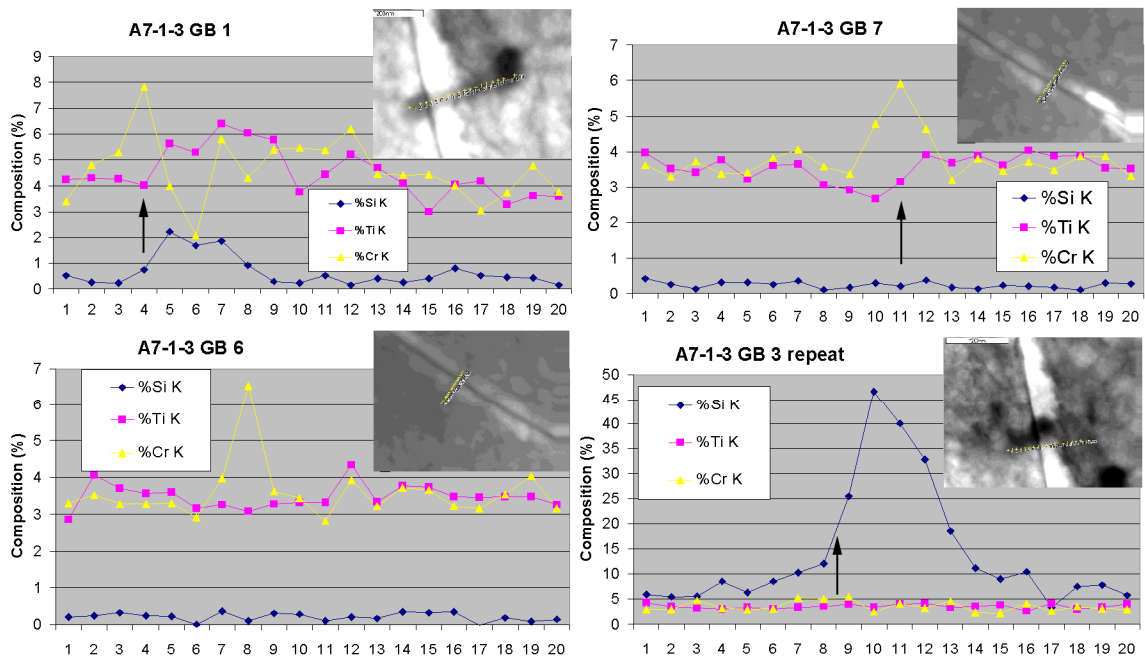 A7-1-3 GB 1
200nm
Composition (%)
9
8
7
6
5
4
3
2
1
0
%Si K
%Ti K
%Cr K
1 2 3 4 5 6 7 8 9 10 11 12 13 14 15 16 17 18 19 20
A7-1-3 GB 7
Composition (%)
7
6
5
4
3
2
1
0
%Si K
%Ti K
%Cr K
1 2 3 4 5 6 7 8 9 10 11 12 13 14 15 16 17 18 19 20
A7-1-3 GB 6
Composition (%)
7
6
5
4
3
2
1
0
%Si K
%Ti K
%Cr K
1 2 3 4 5 6 7 8 9 10 11 12 13 14 15 16 17 18 19 20
A7-1-3 GB 3 repeat
Composition (%)
50
45
40
35
30
25
20
15
10
5
0
%Si K
%Ti K
%Cr K
1 2 3 4 5 6 7 8 9 10 11 12 13 14 15 16 17 18 19 20